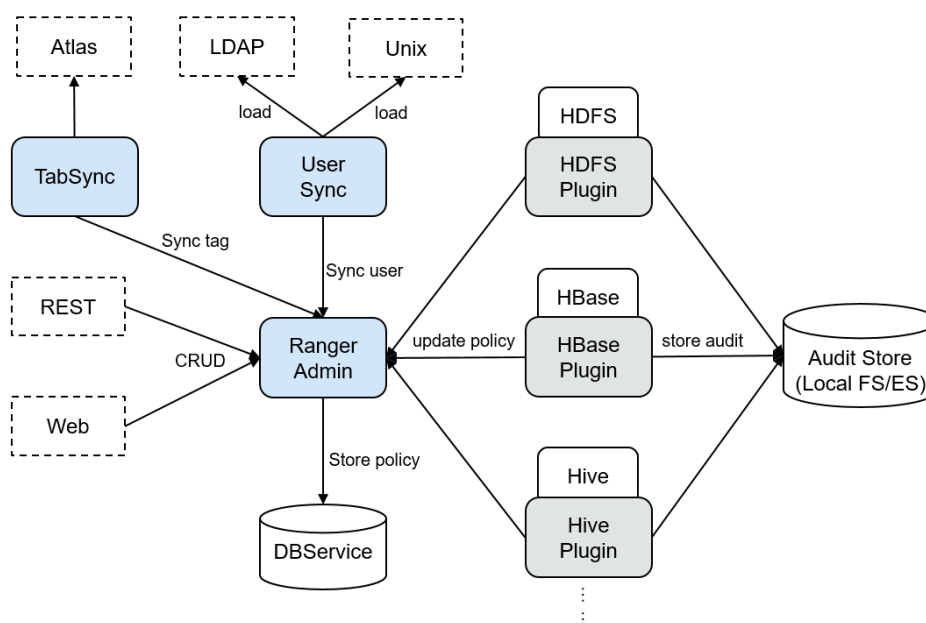 Atlas
LDAP
Unix
load
load
HDFS
TabSync
User
Sync
HDFS
Plugin
Sync tag
Sync user
REST
HBase
CRUD
Ranger
Admin
update policy
HBase
Plugin
store audit
Audit Store
(Local FS/ES)
Web
Store policy
Hive
DBService
Hive
Plugin